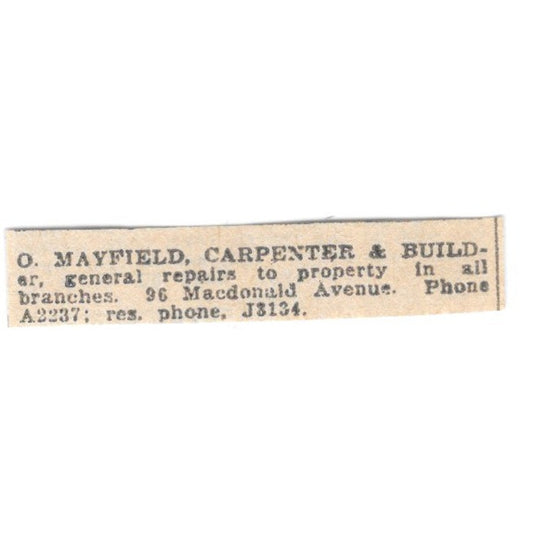 O. MAYFIELD, CARPENTER & BUILD-
er, general repairs to property in all
branches. 96 Macdonald Avenue. Phone
A2237; res. phone, J3134.